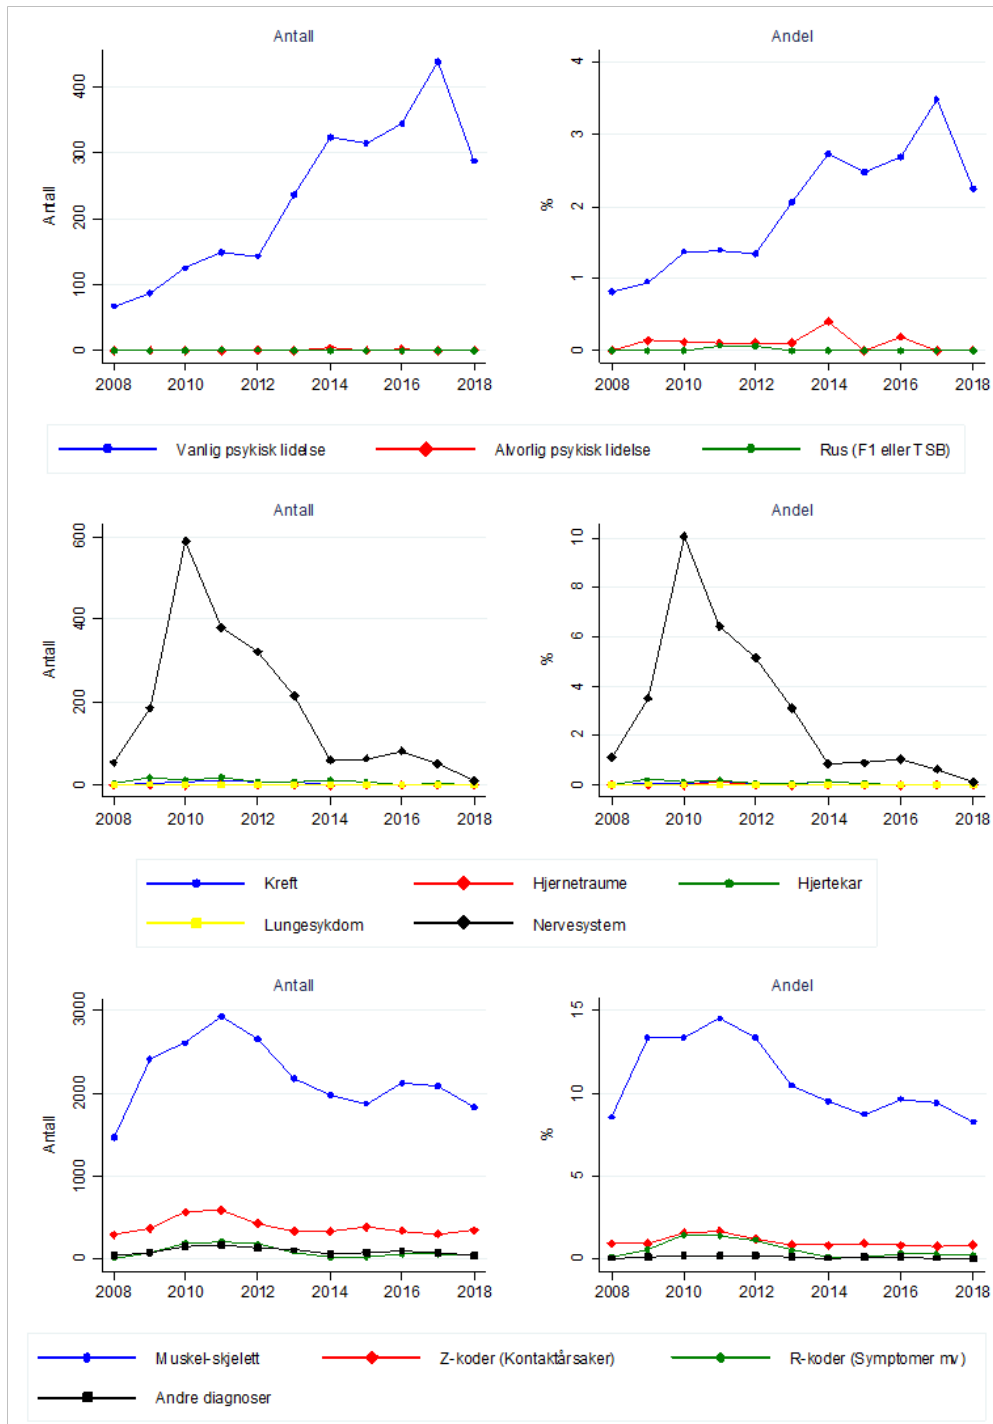 Antall
Andel
Antall
0 100 200 300 400
2008 2010 2012 2014 2016 2018
%
0 1 2 3 4
2008 2010 2012 2014 2016 2018
Vanlig psykisk lidelse Alvorlig psykisk lidelse Rus (F1 eller TSB)
Antall
Andel
Antall
0 200 400 600
2008 2010 2012 2014 2016 2018
%
0 2 4 6 8 10
2008 2010 2012 2014 2016 2018
Kreft Hjernetraume Hjertekar
Lungesykdom Nervesystem
Antall
Andel
Antall
0 1000 2000 3000
2008 2010 2012 2014 2016 2018
%
0 5 10 15
2008 2010 2012 2014 2016 2018
Muskel-skjelett Z-koder (Kontaktårsaker) R-koder (Symptomer mv)
Andre diagnoser